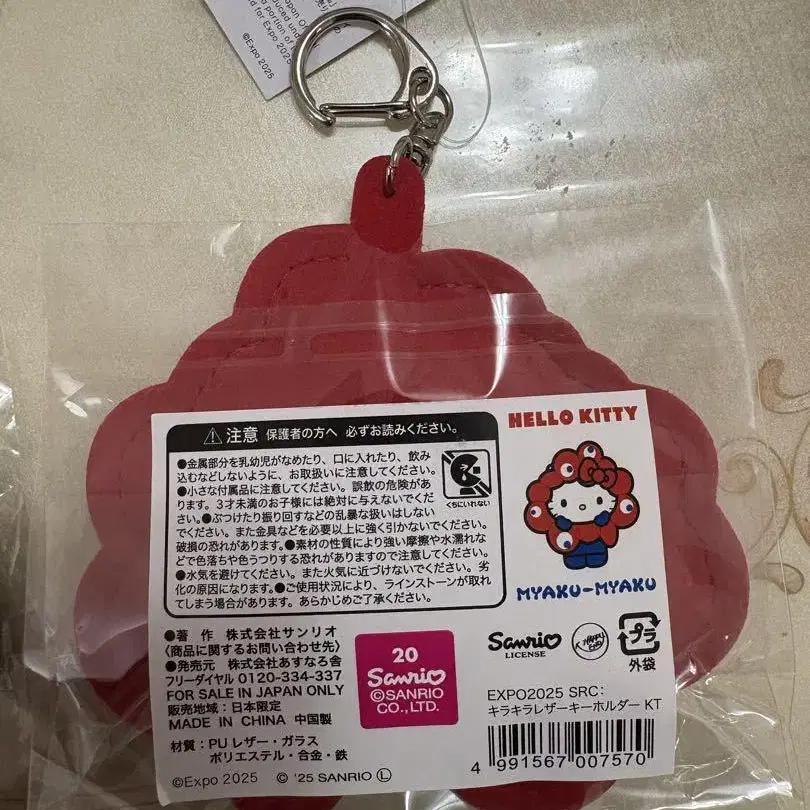 Japan Of
duced und
a portion of
d for Expo 2025
©Expo 2025
⚠注意 保護者の方へ 必ずお読みください。
●金属部分を乳幼児がなめたり、口に入れたり、飲み
込むなどしないように、お取扱いに注意してください。
●小さな付属品に注意してください。誤飲の危険があ
ります。3才未満のお子様には絶対に与えないでくだ
さい。●ぶつけたり振り回すなどの乱暴な扱いはしない
でください。また金具などを必要以上に強く引かないでください。
破損の恐れがあります。●素材の性質により強い摩擦や水濡れな
どで色落ちや色うつりする恐れがありますので注意してください。
●水気を避けてください。また火気に近づけないでください。劣
化の原因になります。●ご使用状況により、ラインストーンが取れ
てしまう場合があります。あらかじめご了承ください。
くちにいれない
HELLO KITTY
MYAKU-MYAKU
●著 作 株式会社サンリオ
〈商品に関するお問い合わせ先〉
●発売元 株式会社あすなろ舎
フリーダイヤル 0120-334-337
FOR SALE IN JAPAN ONLY
販売地域：日本限定
MADE IN CHINA 中国製
材質：PUレザー・ガラス
ポリエステル・合金・鉄
©Expo 2025 © '25 SANRIO Ⓛ
20
Sanrio
©SANRIO
CO.,LTD.
Sanrio
LICENSE
プラ
外袋
EXPO2025 SRC:
キラキラレザーキーホルダー KT
4 991567 007570